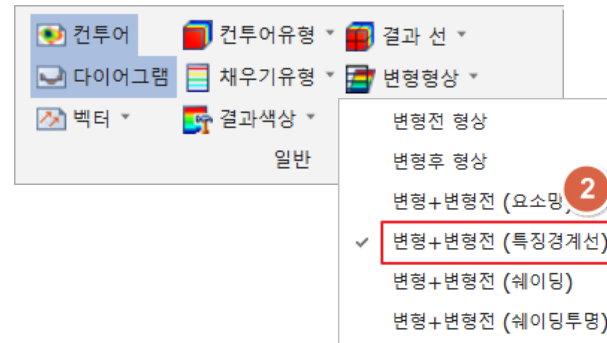 컨투어 컨투어유형 결과 선
다이어그램 채우기유형 변형형상
벡터 결과색상
일반
변형전 형상
변형후 형상
변형+변형전 (요소망
2
변형+변형전 (특징경계선)
변형+변형전 (쉐이딩)
변형+변형전 (쉐이딩투명)